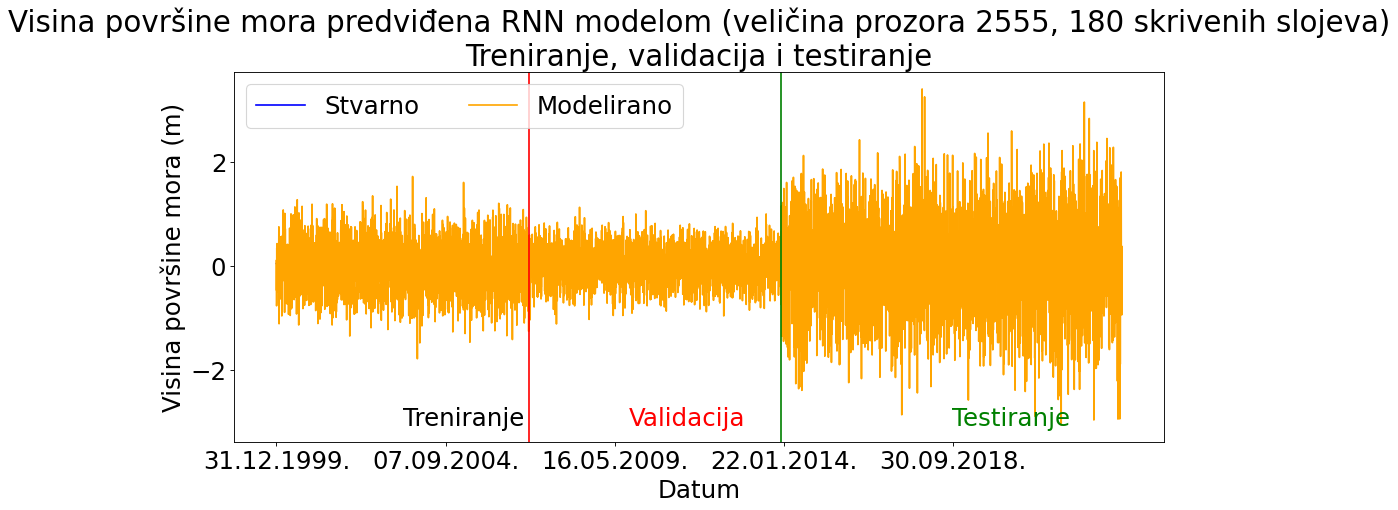 Visina površine mora predviđena RNN modelom (veličina prozora 2555, 180 skrivenih slojeva)
Treniranje, validacija i testiranje
Stvarno
Modelirano
Visina površine mora (m)
2
0
−2
Treniranje
Validacija
Testiranje
31.12.1999.
07.09.2004.
16.05.2009.
22.01.2014.
30.09.2018.
Datum